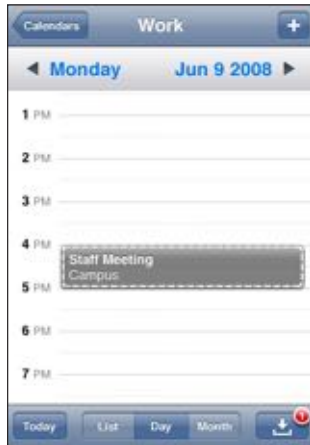 Calendars Work +
Monday Jun 9 2008
1 PM
2 PM
3 PM
4 PM
Staff Meeting
Campus
5 PM
6 PM
7 PM
Today List Day Month 1